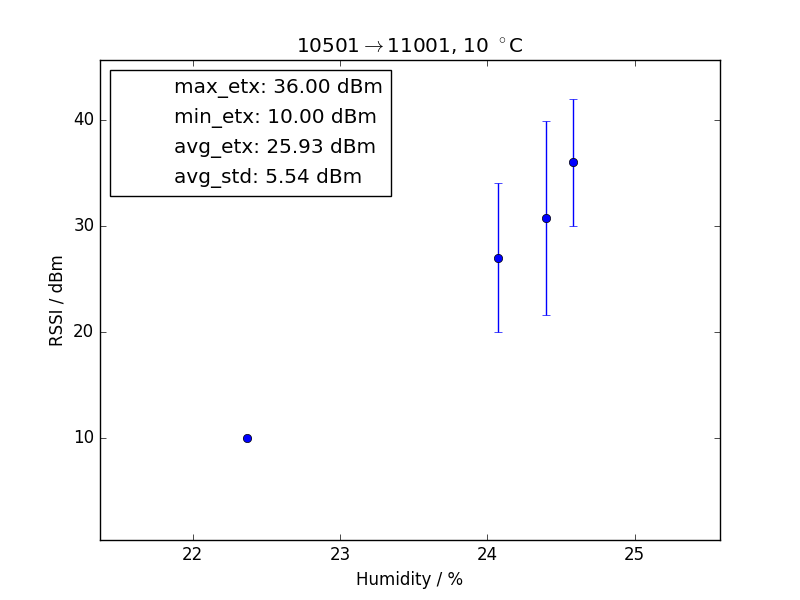 10501→11001, 10 °C
max_etx: 36.00 dBm
min_etx: 10.00 dBm
avg_etx: 25.93 dBm
avg_std: 5.54 dBm
40
30
20
10
RSSI / dBm
22 23 24 25
Humidity / %